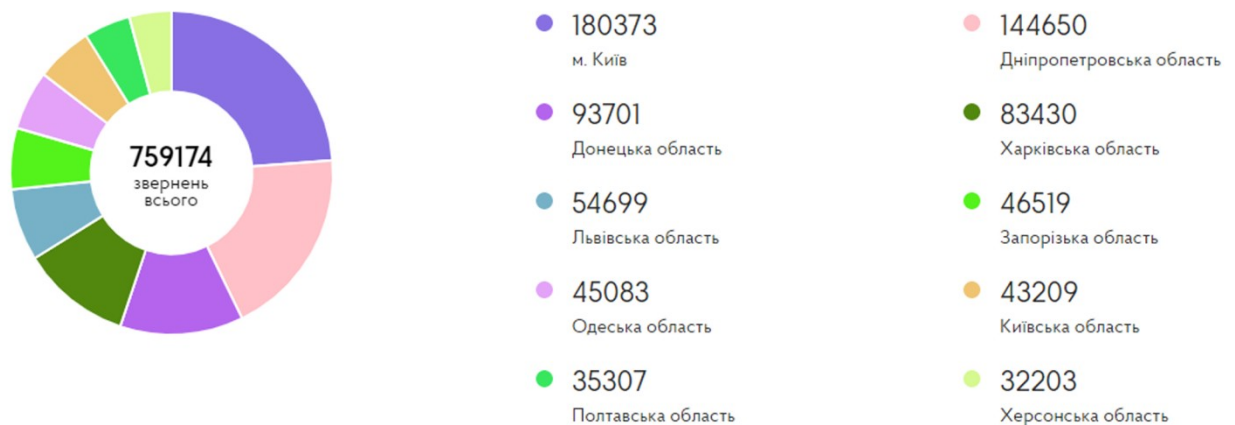 759174
звернень
всього
180373
м. Київ
144650
Дніпропетровська область
93701
Донецька область
83430
Харківська область
54699
Львівська область
46519
Запорізька область
45083
Одеська область
43209
Київська область
35307
Полтавська область
32203
Херсонська область